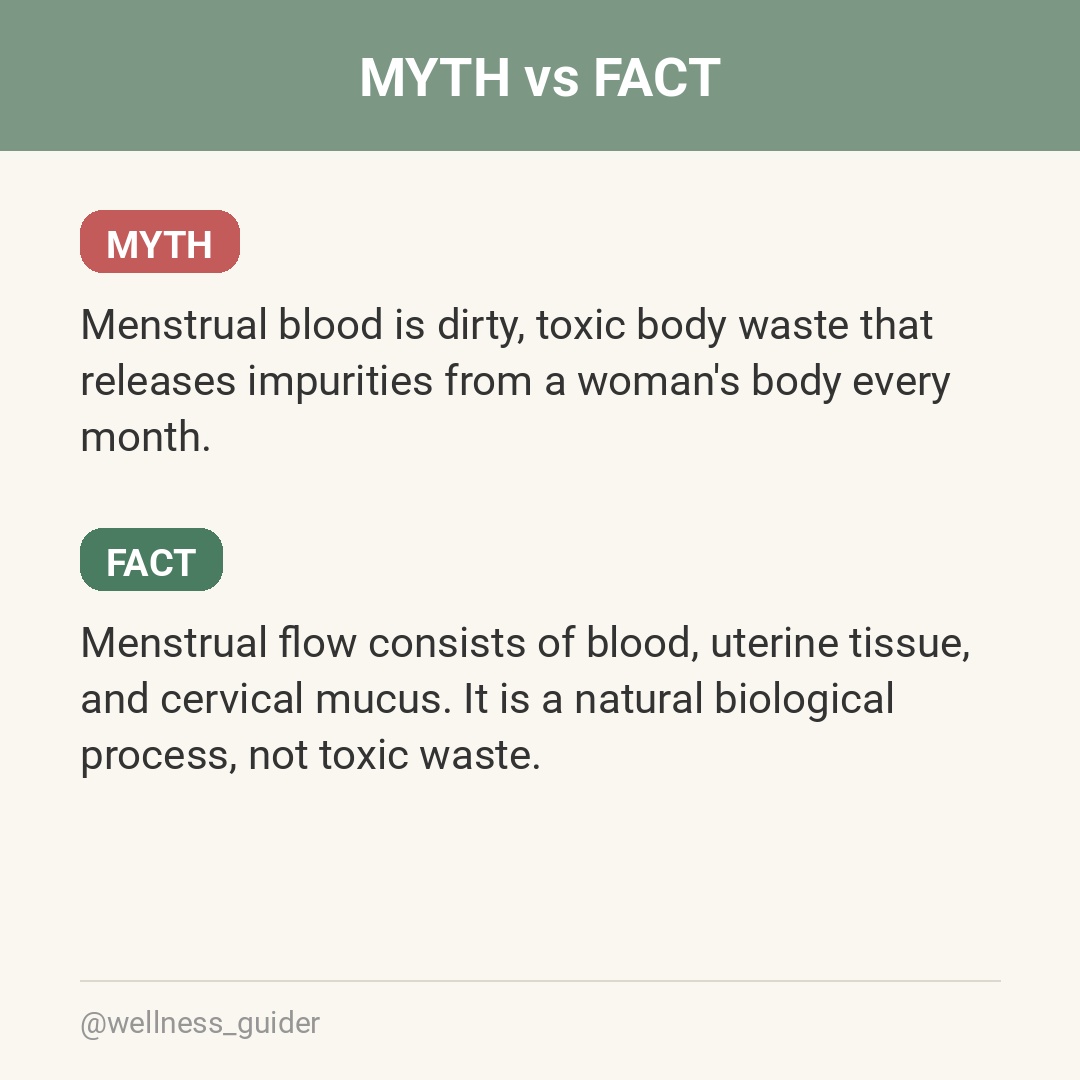 MYTH vs FACT
MYTH
Menstrual blood is dirty, toxic body waste that
releases impurities from a woman's body every
month.
FACT
Menstrual flow consists of blood, uterine tissue,
and cervical mucus. It is a natural biological
process, not toxic waste.
@wellness_guider